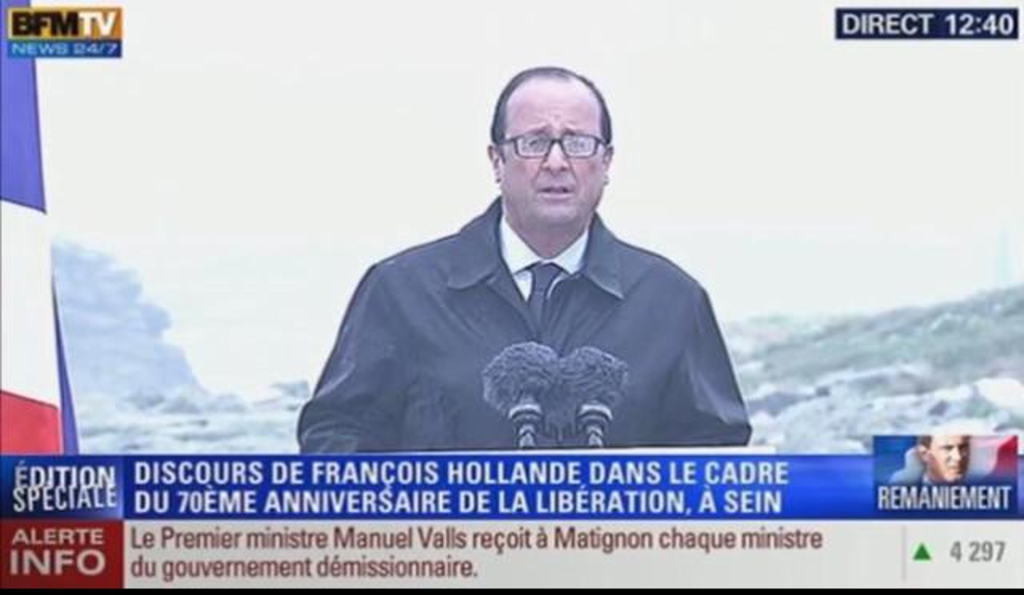 BFMTV
NEWS 24/7
DIRECT 12:40
ÉDITION
SPÉCIALE
DISCOURS DE FRANÇOIS HOLLANDE DANS LE CADRE
DU 70ÈME ANNIVERSAIRE DE LA LIBÉRATION, À SEIN
REMANIEMENT
ALERTE
INFO
Le Premier ministre Manuel Valls reçoit à Matignon chaque ministre
du gouvernement démissionnaire.
4 297